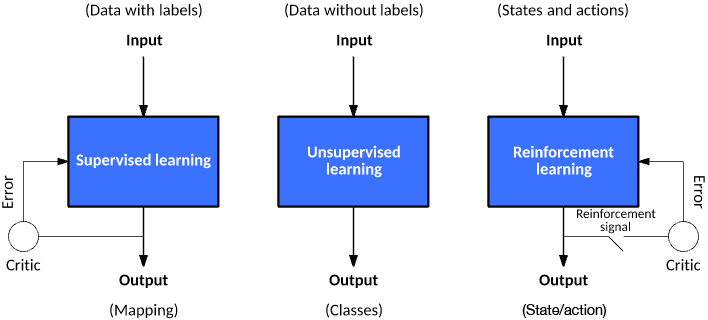 (Data with labels)
Input
Supervised learning
Error
Critic
Output
(Mapping)
(Data without labels)
Input
Unsupervised
learning
Output
(Classes)
(States and actions)
Input
Reinforcement
learning
Error
Reinforcement
signal
Critic
Output
(State/action)